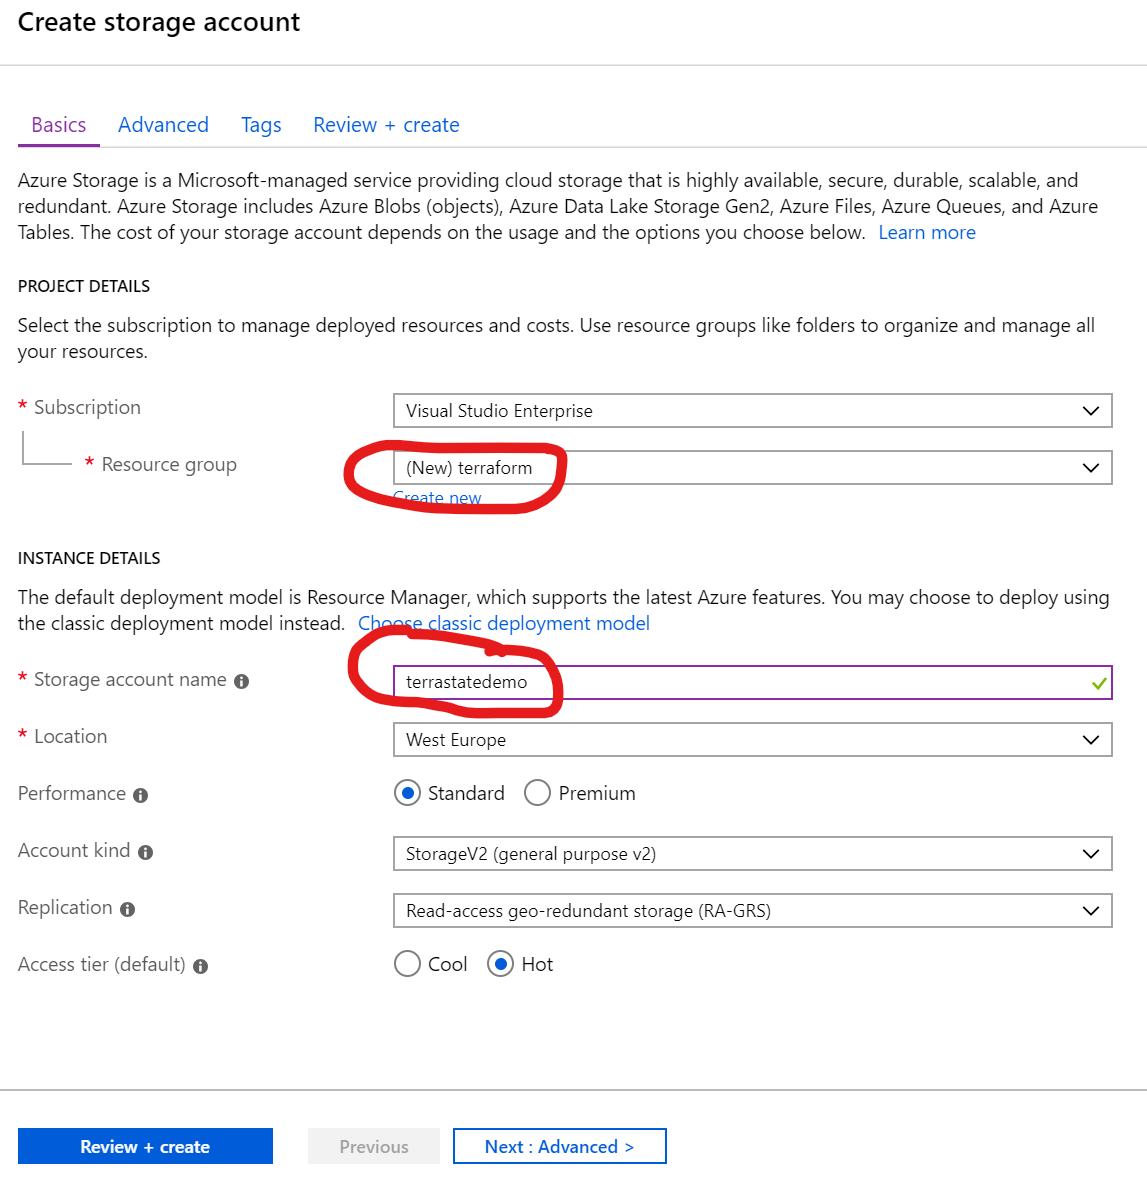 Create storage account
Basics Advanced Tags Review + create
Azure Storage is a Microsoft-managed service providing cloud storage that is highly available, secure, durable, scalable, and
redundant. Azure Storage includes Azure Blobs (objects), Azure Data Lake Storage Gen2, Azure Files, Azure Queues, and Azure
Tables. The cost of your storage account depends on the usage and the options you choose below. Learn more
PROJECT DETAILS
Select the subscription to manage deployed resources and costs. Use resource groups like folders to organize and manage all
your resources.
* Subscription Visual Studio Enterprise
* Resource group (New) terraform
Create new
INSTANCE DETAILS
The default deployment model is Resource Manager, which supports the latest Azure features. You may choose to deploy using
the classic deployment model instead. Choose classic deployment model
* Storage account name terrastatedemo
* Location West Europe
Performance Standard Premium
Account kind StorageV2 (general purpose v2)
Replication Read-access geo-redundant storage (RA-GRS)
Access tier (default) Cool Hot
Review + create Previous Next : Advanced >